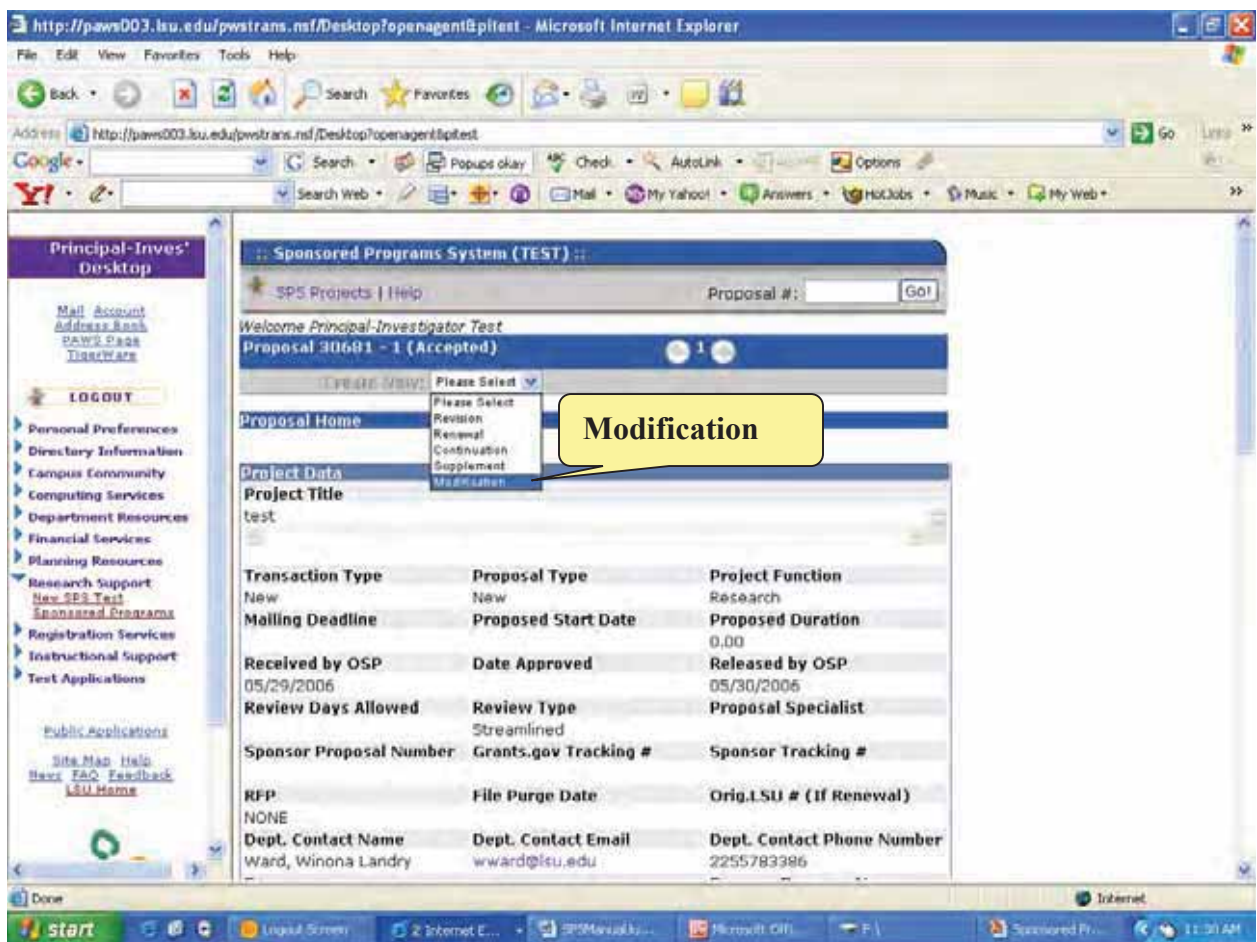 http://paws003.lsu.edu/pwstrans.nsf/Desktop?openagent&pitest - Microsoft Internet Explorer
File Edit View Favorites Tools Help
Back Search Favorites
Address http://paws003.lsu.edu/pwstrans.nsf/Desktop?openagent&pitest Go Links
Google Search Popups okay Check AutoLink Options
Y! Search Web Mail My Yahoo! Answers HotJobs Music My Web
Principal-Inves'
Desktop
Mail Account
Address Book
PAWS Page
TigerWare
LOGOUT
Personal Preferences
Directory Information
Campus Community
Computing Services
Department Resources
Financial Services
Planning Resources
Research Support
New SPS Test
Sponsored Programs
Registration Services
Instructional Support
Test Applications
Public Applications
Site Map Help
News FAQ Feedback
LSU Home
:: Sponsored Programs System (TEST) ::
SPS Projects | Help Proposal #: Go!
Welcome Principal-Investigator Test
Proposal 30681 - 1 (Accepted) 1
Create New: Please Select
Please Select
Revision
Renewal
Continuation
Supplement
Modification
Modification
Proposal Home
Project Data
Project Title
test
Transaction Type Proposal Type Project Function
New New Research
Mailing Deadline Proposed Start Date Proposed Duration
0.00
Received by OSP Date Approved Released by OSP
05/29/2006 05/30/2006
Review Days Allowed Review Type Proposal Specialist
Streamlined
Sponsor Proposal Number Grants.gov Tracking # Sponsor Tracking #
RFP File Purge Date Orig.LSU # (If Renewal)
NONE
Dept. Contact Name Dept. Contact Email Dept. Contact Phone Number
Ward, Winona Landry wward@lsu.edu 2255783386
Done Internet
start Logout Screen 2 Internet E... Microsoft Offi... F:\ Sponsored Pr... 11:30 AM